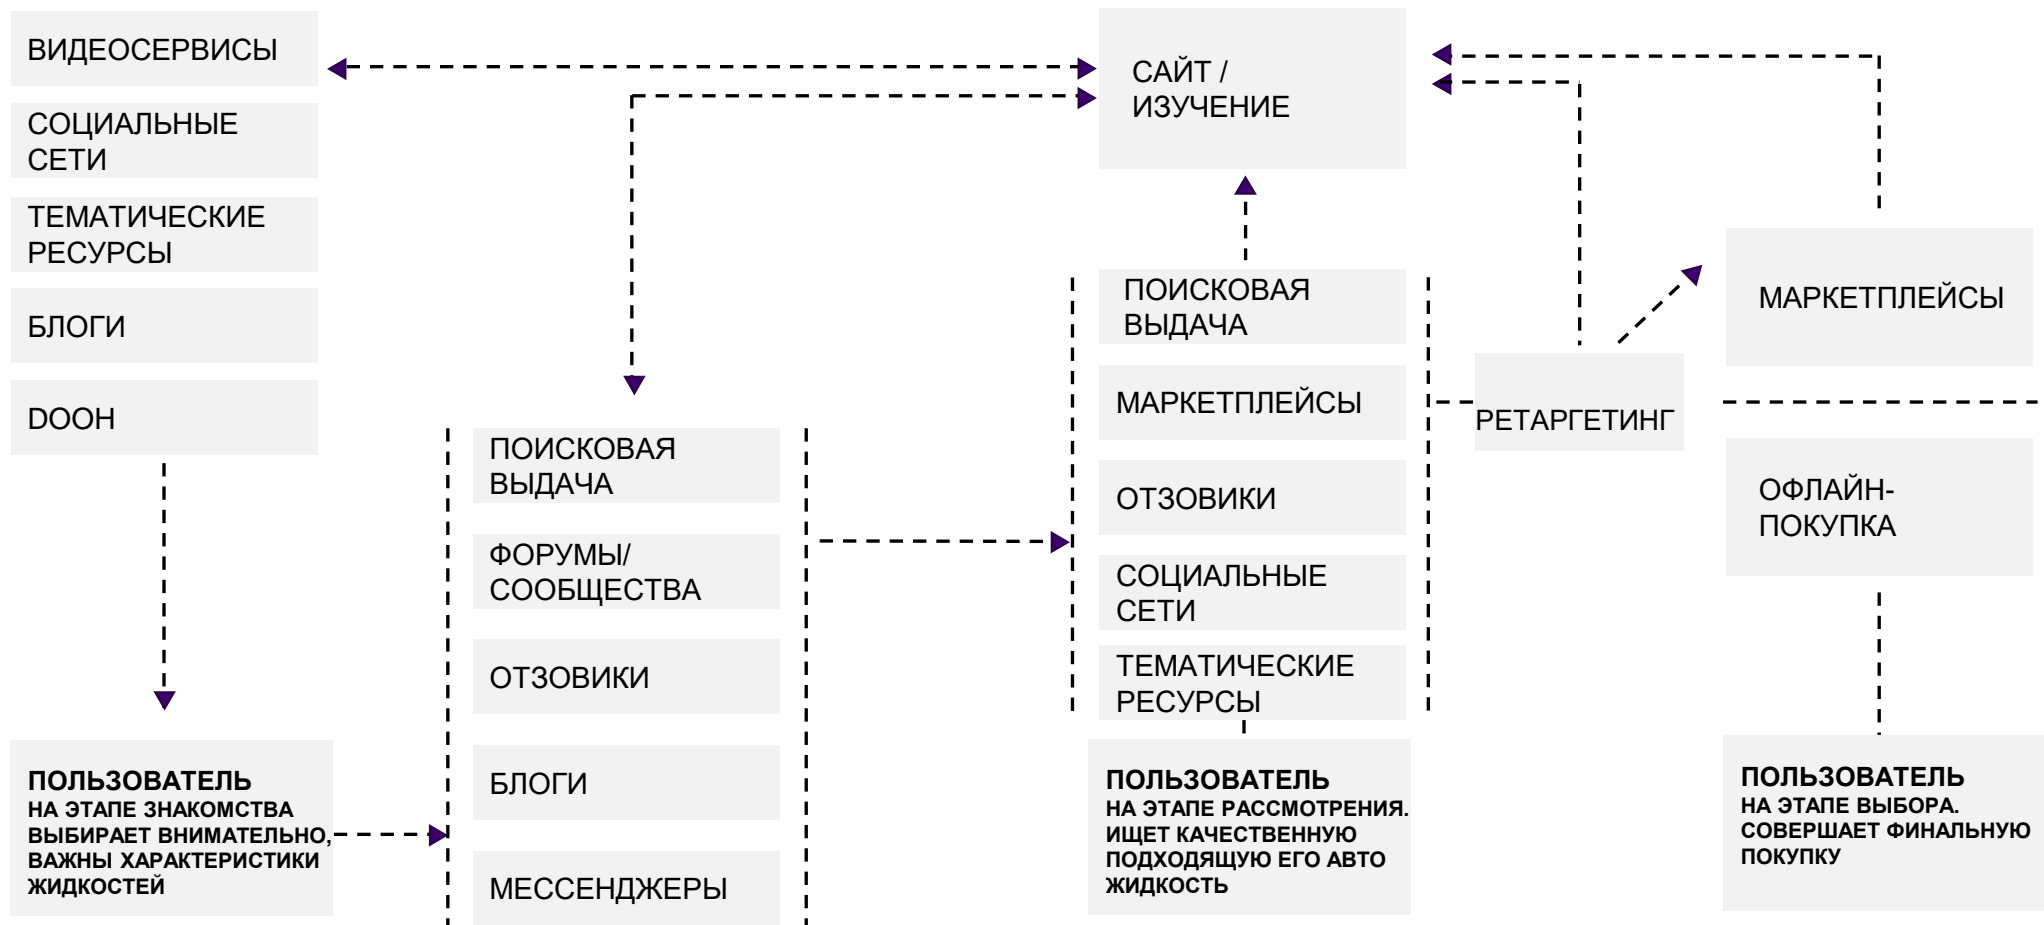 ВИДЕОСЕРВИСЫ
СОЦИАЛЬНЫЕ
СЕТИ
ТЕМАТИЧЕСКИЕ
РЕСУРСЫ
БЛОГИ
DOOH
ПОЛЬЗОВАТЕЛЬ
НА ЭТАПЕ ЗНАКОМСТВА
ВЫБИРАЕТ ВНИМАТЕЛЬНО,
ВАЖНЫ ХАРАКТЕРИСТИКИ
ЖИДКОСТЕЙ
ПОИСКОВАЯ
ВЫДАЧА
ФОРУМЫ/
СООБЩЕСТВА
ОТЗОВИКИ
БЛОГИ
МЕССЕНДЖЕРЫ
САЙТ /
ИЗУЧЕНИЕ
ПОИСКОВАЯ
ВЫДАЧА
МАРКЕТПЛЕЙСЫ
ОТЗОВИКИ
СОЦИАЛЬНЫЕ
СЕТИ
ТЕМАТИЧЕСКИЕ
РЕСУРСЫ
ПОЛЬЗОВАТЕЛЬ
НА ЭТАПЕ РАССМОТРЕНИЯ.
ИЩЕТ КАЧЕСТВЕННУЮ
ПОДХОДЯЩУЮ ЕГО АВТО
ЖИДКОСТЬ
РЕТАРГЕТИНГ
МАРКЕТПЛЕЙСЫ
ОФЛАЙН-
ПОКУПКА
ПОЛЬЗОВАТЕЛЬ
НА ЭТАПЕ ВЫБОРА.
СОВЕРШАЕТ ФИНАЛЬНУЮ
ПОКУПКУ